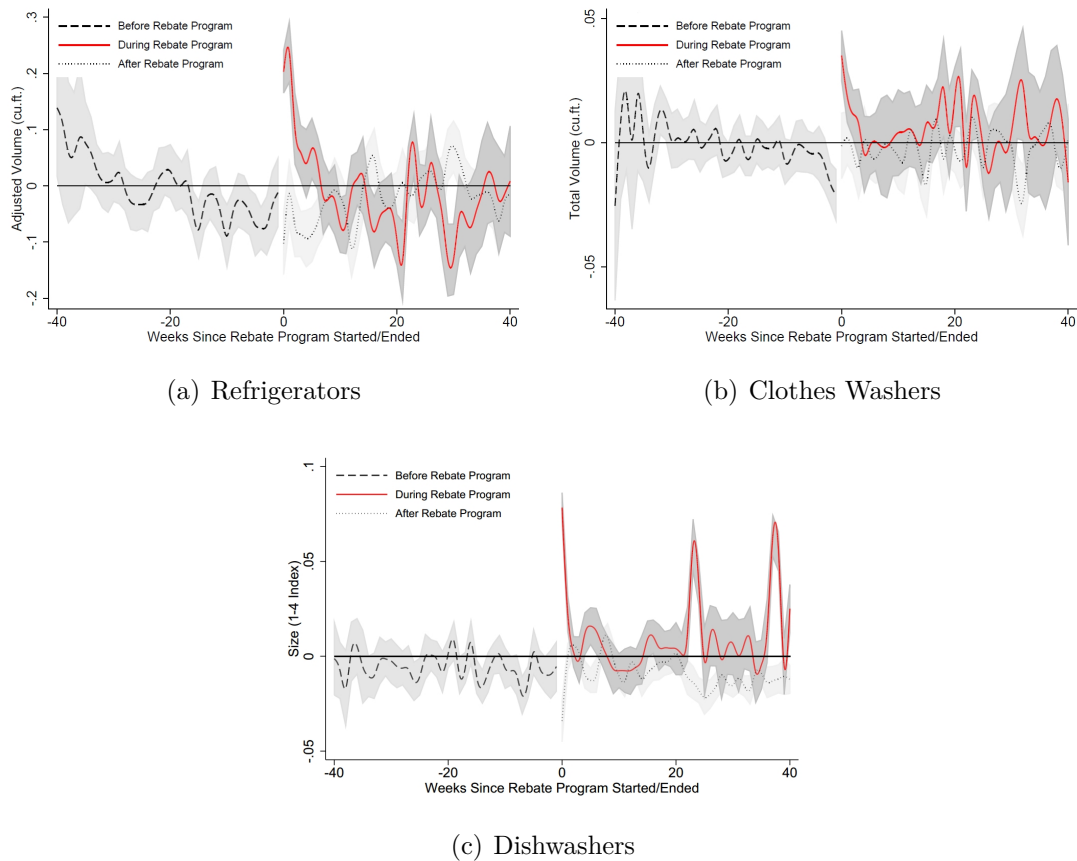 .3
.2
.1
0
-.1
-.2
Adjusted Volume (cu.ft.)
Before Rebate Program
During Rebate Program
After Rebate Program
-40
-20
0
20
40
Weeks Since Rebate Program Started/Ended
(a) Refrigerators
.05
0
-.05
Total Volume (cu.ft.)
Before Rebate Program
During Rebate Program
After Rebate Program
-40
-20
0
20
40
Weeks Since Rebate Program Started/Ended
(b) Clothes Washers
.1
.05
0
-.05
Size (1-4 Index)
Before Rebate Program
During Rebate Program
After Rebate Program
-40
-20
0
20
40
Weeks Since Rebate Program Started/Ended
(c) Dishwashers